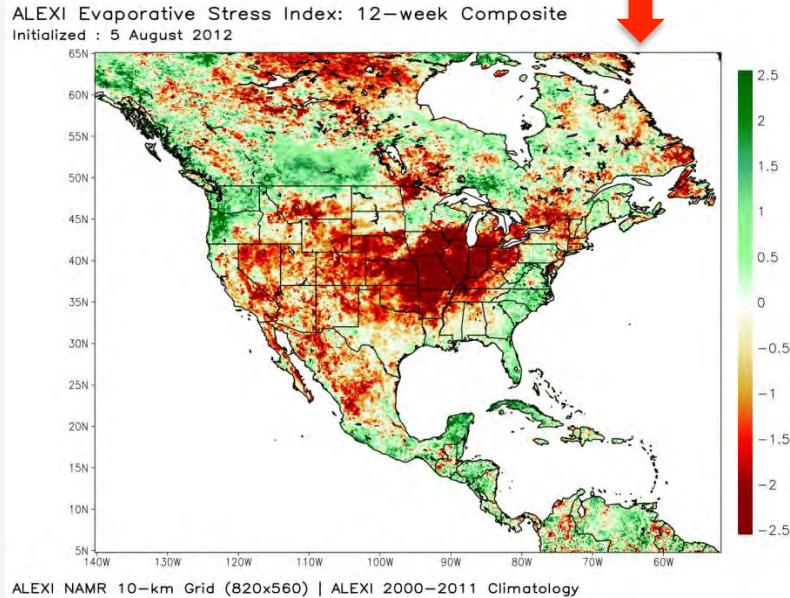 ALEXI Evaporative Stress Index: 12-week Composite
Initialized : 5 August 2012
65N
60N
55N
50N
45N
40N
35N
30N
25N
20N
15N
10N
5N
140W 130W 120W 110W 100W 90W 80W 70W 60W
2.5
2
1.5
1
0.5
0
-0.5
-1
-1.5
-2
-2.5
ALEXI NAMR 10-km Grid (820x560) | ALEXI 2000-2011 Climatology